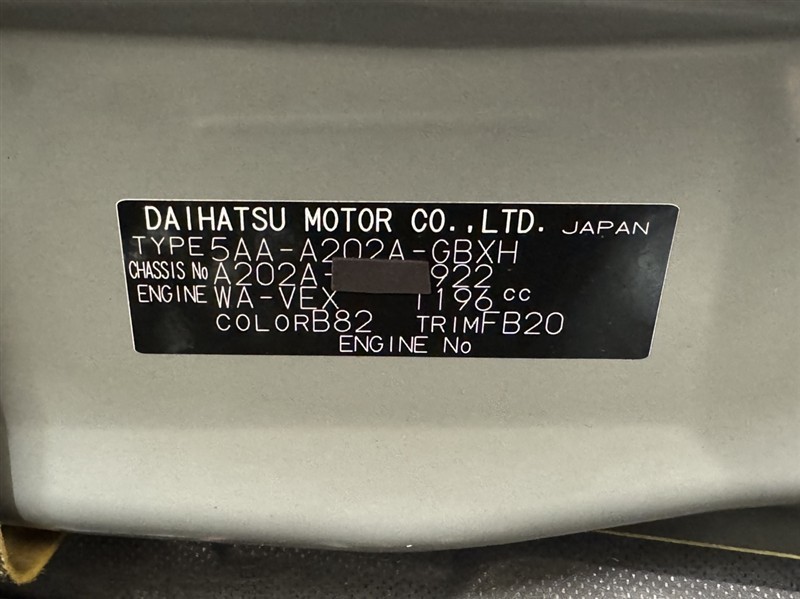 DAIHATSU MOTOR CO.,LTD. JAPAN
TYPE 5AA-A202A-GBXH
CHASSIS No A202A- 922
ENGINE WA-VEX 1196 cc
COLOR B82 TRIM FB20
ENGINE No